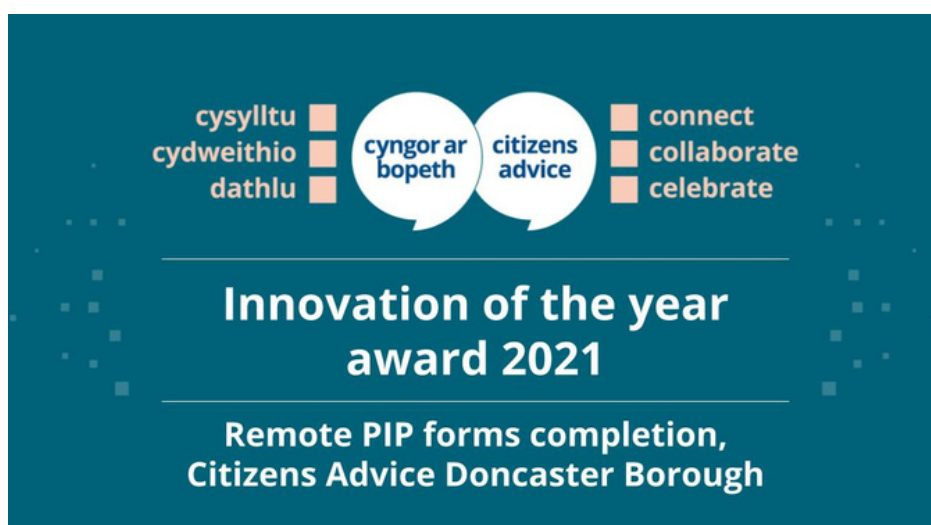 cysylltu
cydweithio
dathlu
cyngor ar
bopeth
citizens
advice
connect
collaborate
celebrate
Innovation of the year
award 2021
Remote PIP forms completion,
Citizens Advice Doncaster Borough